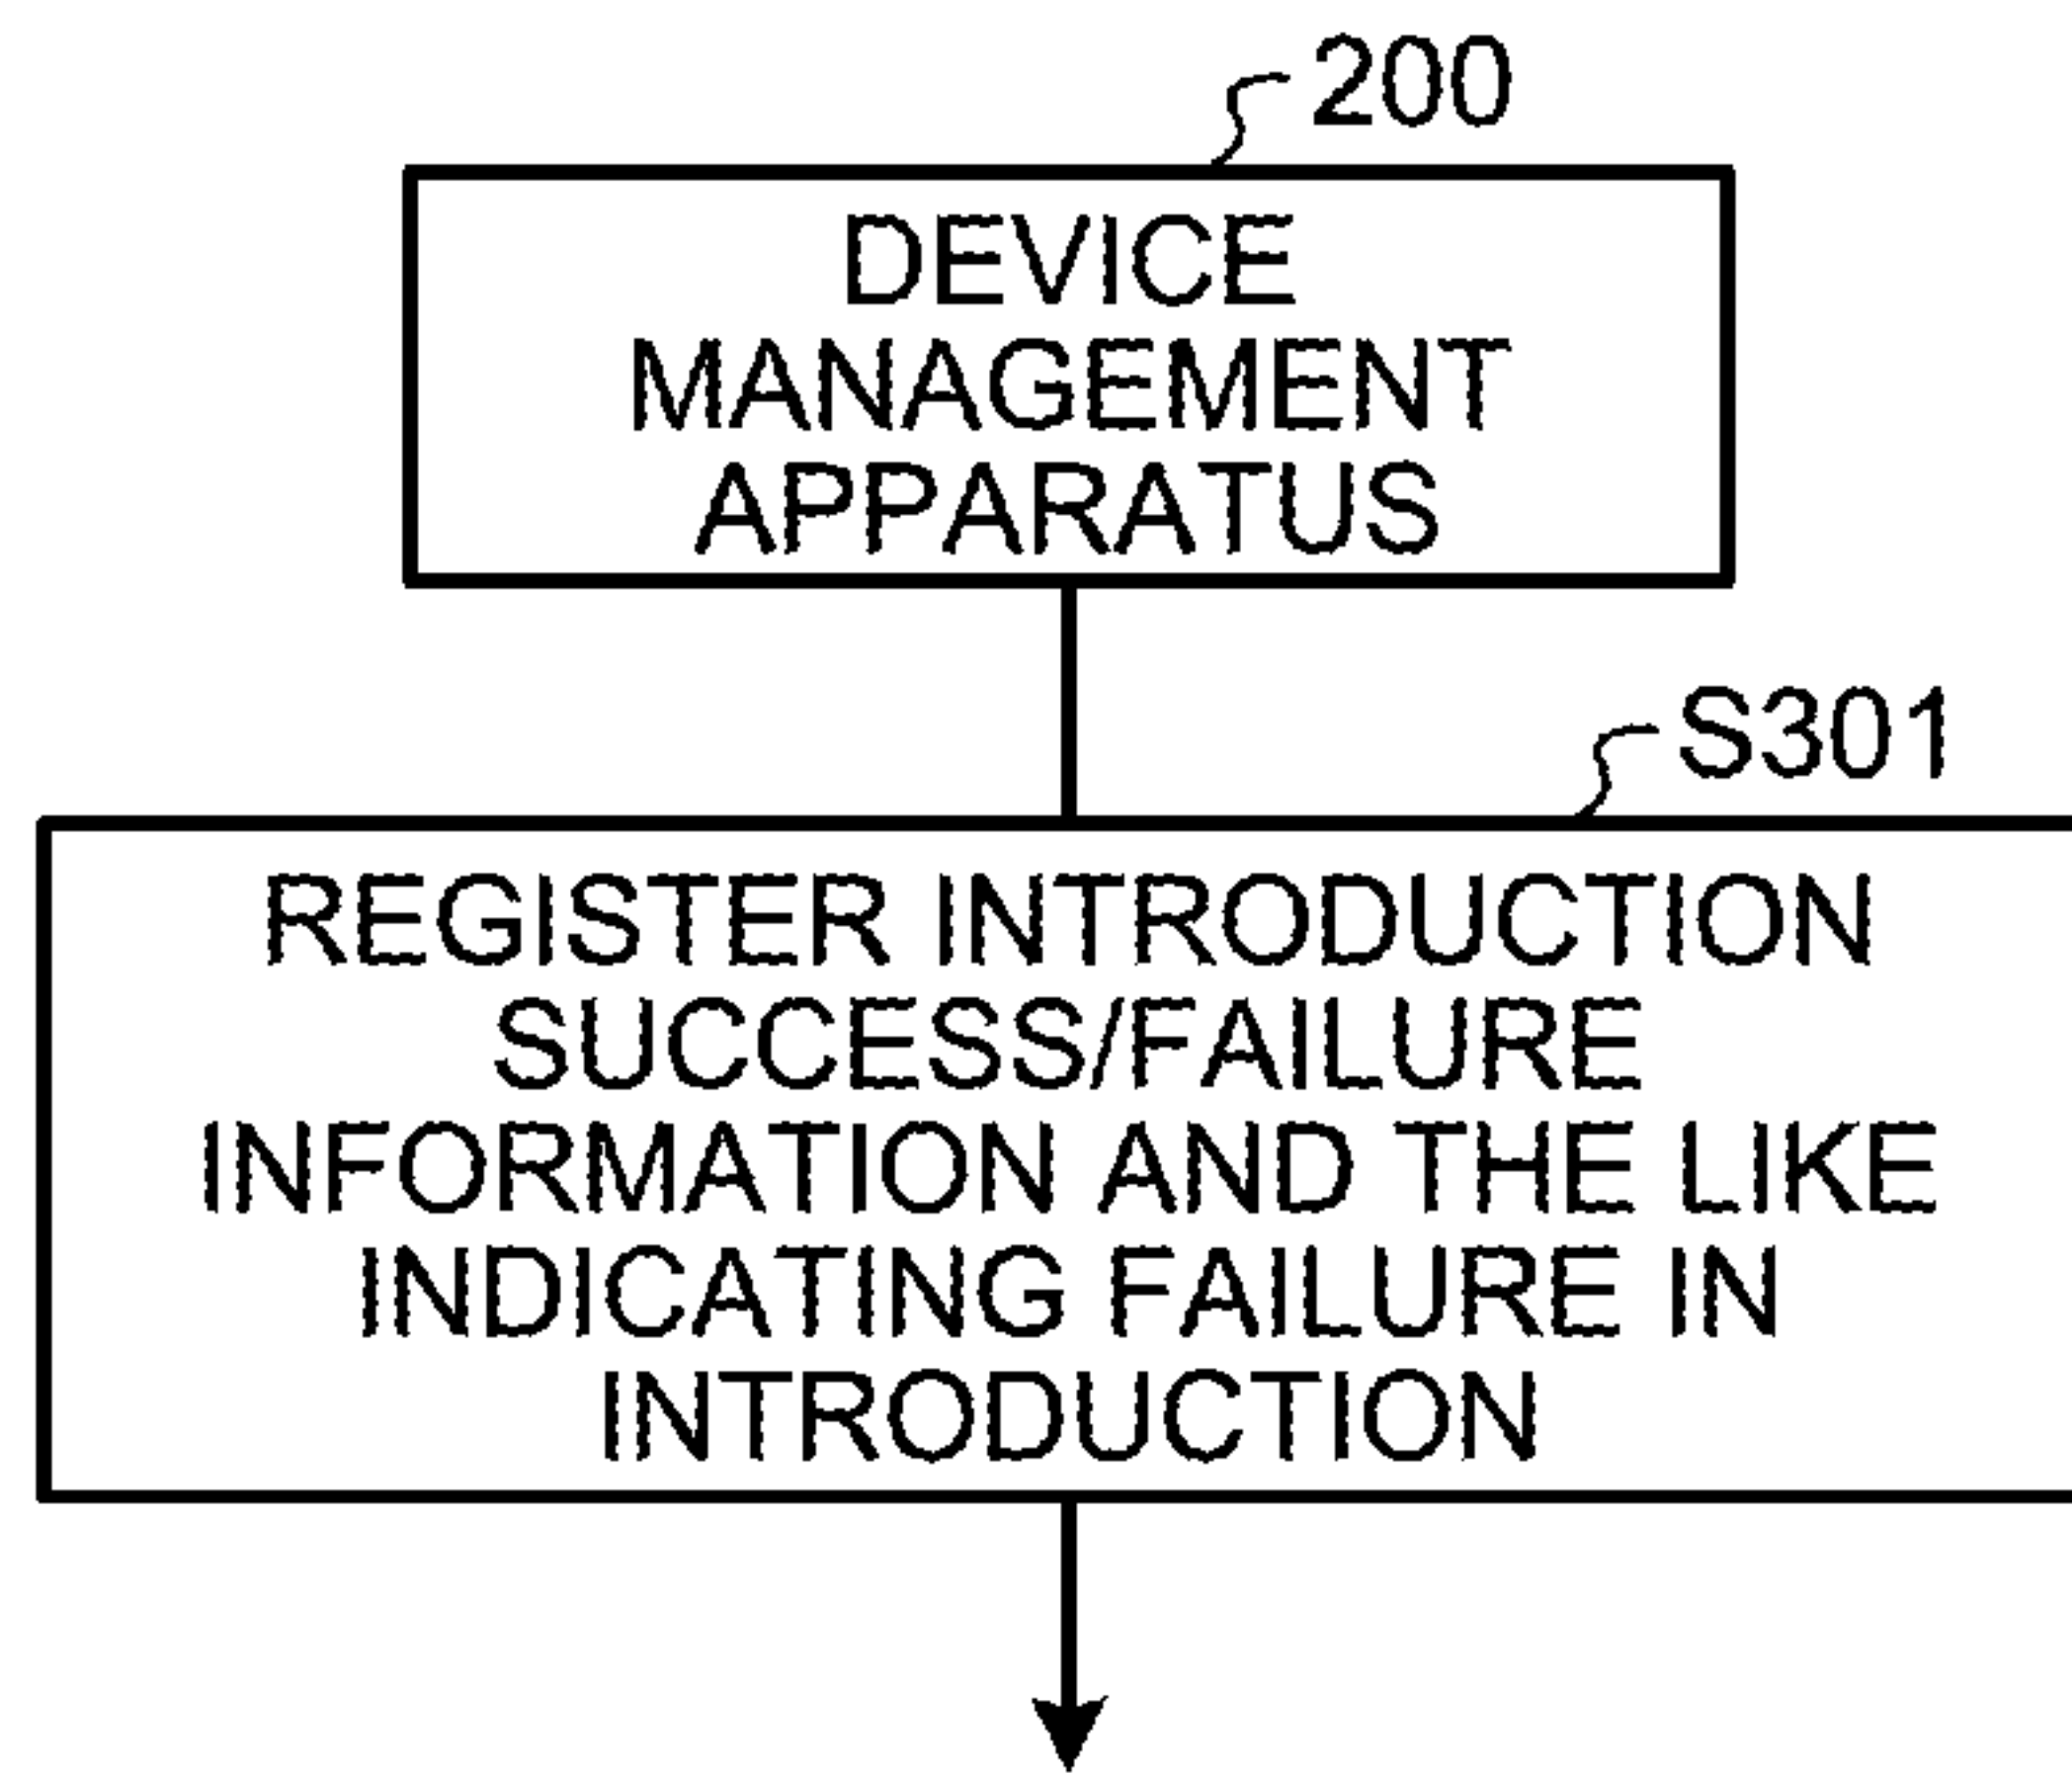 200
DEVICE
MANAGEMENT
APPARATUS
S301
REGISTER INTRODUCTION
SUCCESS/FAILURE
INFORMATION AND THE LIKE
INDICATING FAILURE IN
INTRODUCTION